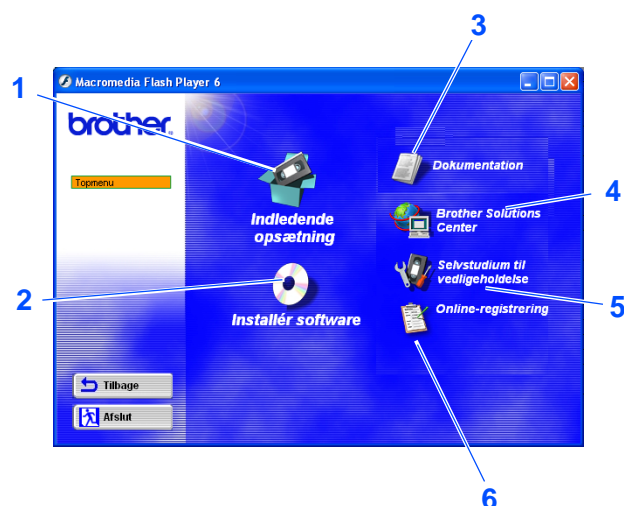 3
1
Macromedia Flash Player 6
brother
Topmenu
Dokumentation
Indledende
opsætning
Brother Solutions
Center
4
Selvstudium til
vedligeholdelse
2
5
Installér software
Online-registrering
Tilbage
Afslut
6